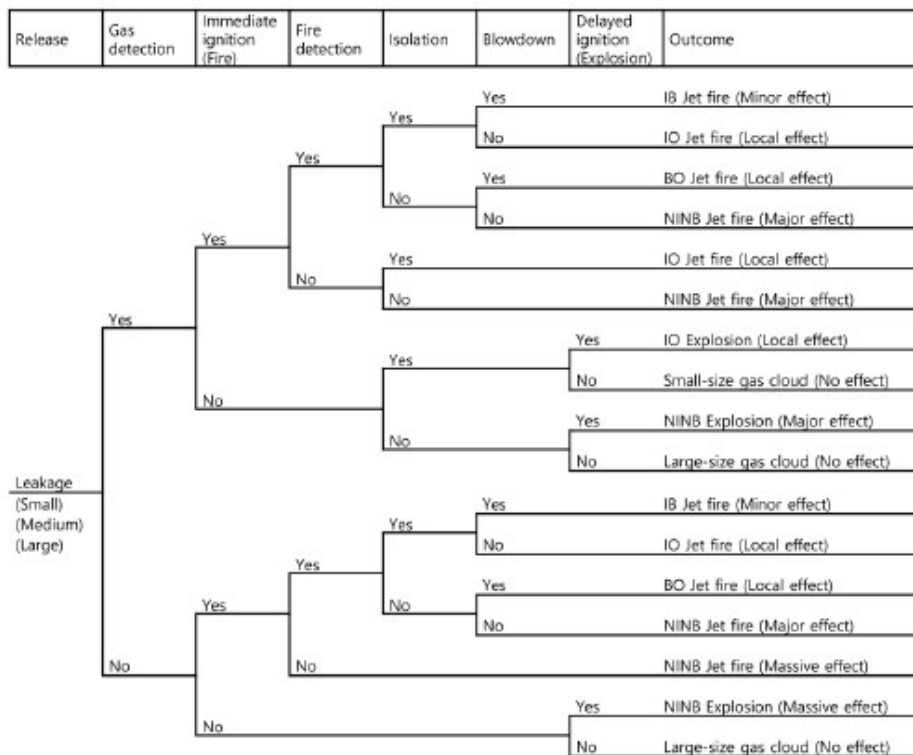 Release
Gas detection
Immediate ignition (Fire)
Fire detection
Isolation
Blowdown
Delayed ignition (Explosion)
Outcome
Yes IB Jet fire (Minor effect)
Yes
No IO Jet fire (Local effect)
Yes
Yes BO Jet fire (Local effect)
No
No NINB Jet fire (Major effect)
Yes
Yes IO Jet fire (Local effect)
No
No NINB Jet fire (Major effect)
Yes
Yes IO Explosion (Local effect)
Yes
No Small-size gas cloud (No effect)
No
Yes NINB Explosion (Major effect)
No
No Large-size gas cloud (No effect)
Leakage
(Small)
(Medium)
(Large)
Yes IB Jet fire (Minor effect)
Yes
No IO Jet fire (Local effect)
Yes
Yes BO Jet fire (Local effect)
Yes
No
No NINB Jet fire (Major effect)
No
No NINB Jet fire (Massive effect)
Yes NINB Explosion (Massive effect)
No
No Large-size gas cloud (No effect)